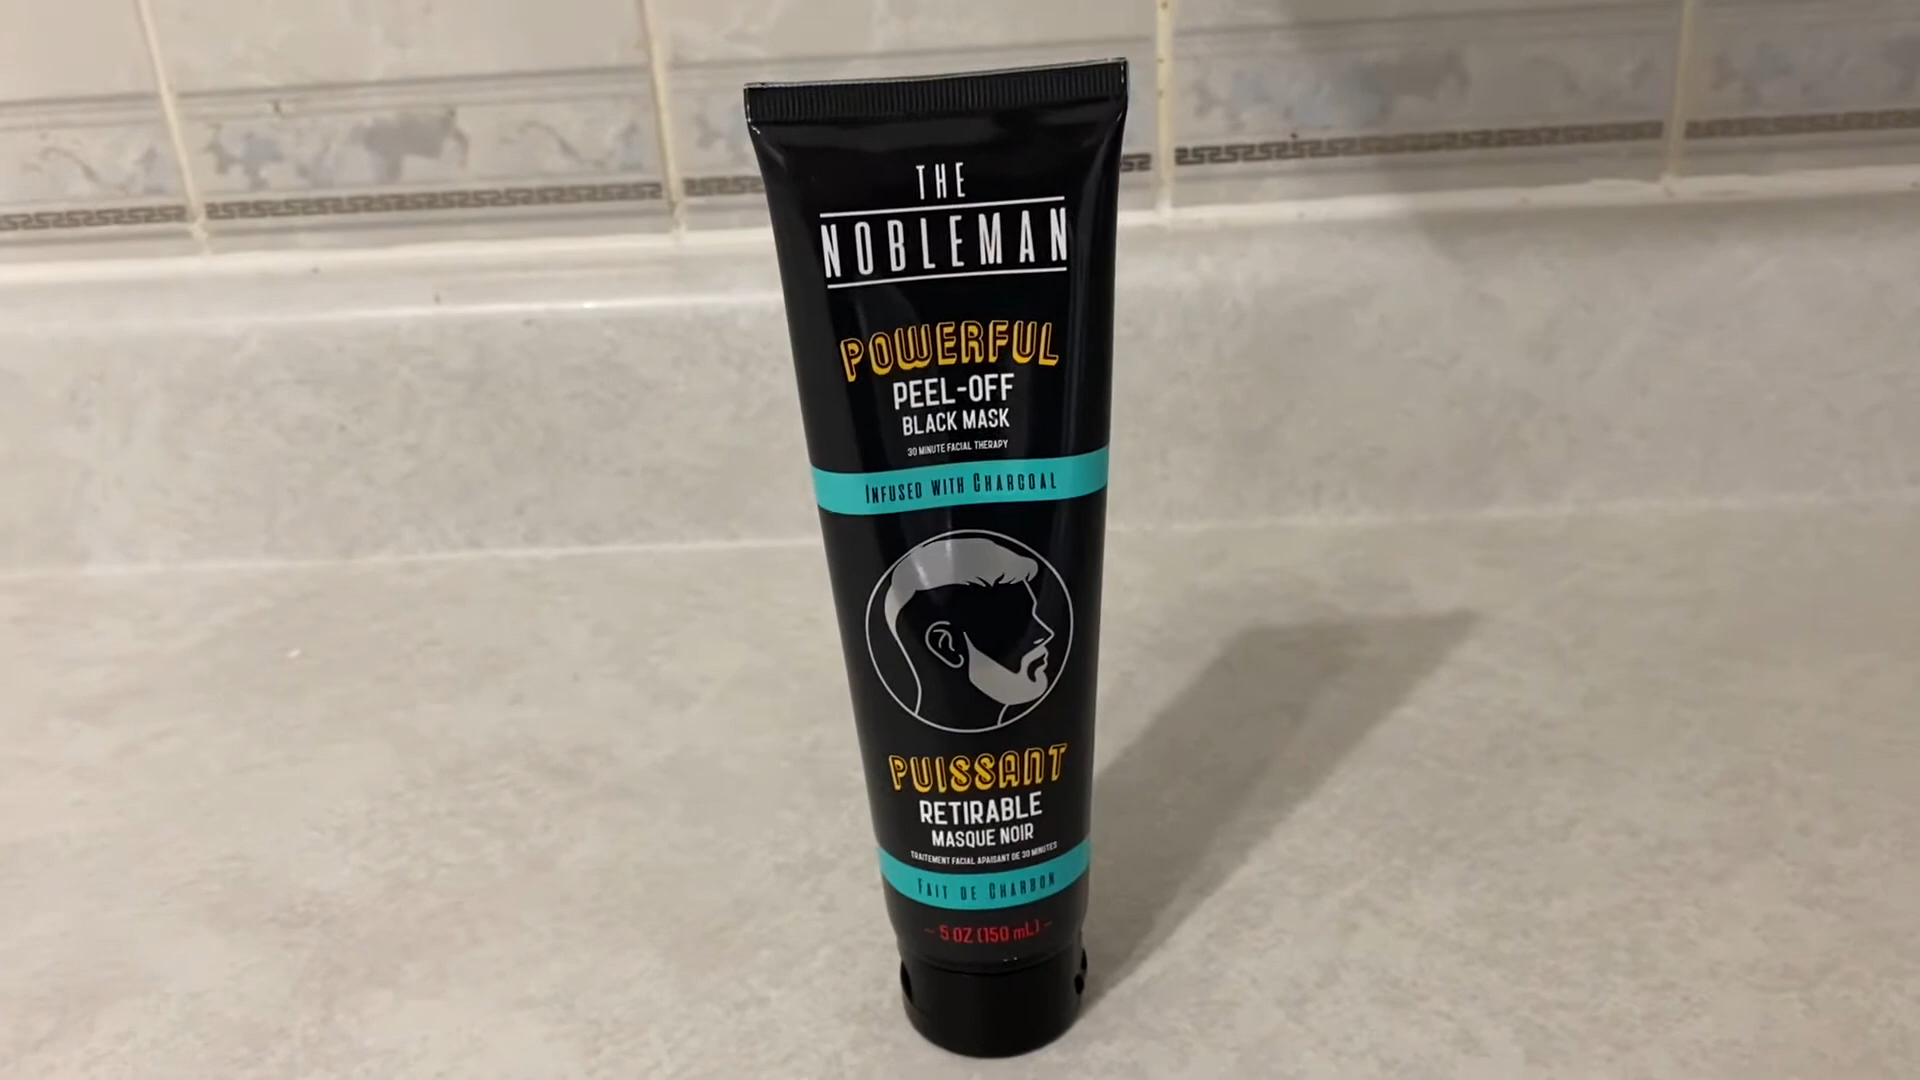 THE
NOBLEMAN
POWERFUL
PEEL-OFF
BLACK MASK
30 MINUTE FACIAL THERAPY
INFUSED WITH CHARCOAL
PUISSANT
RETIRABLE
MASQUE NOIR
TRAITEMENT FACIAL APAISANT DE 30 MINUTES
FAIT DE CHARBON
~ 5 OZ (150 mL) ~